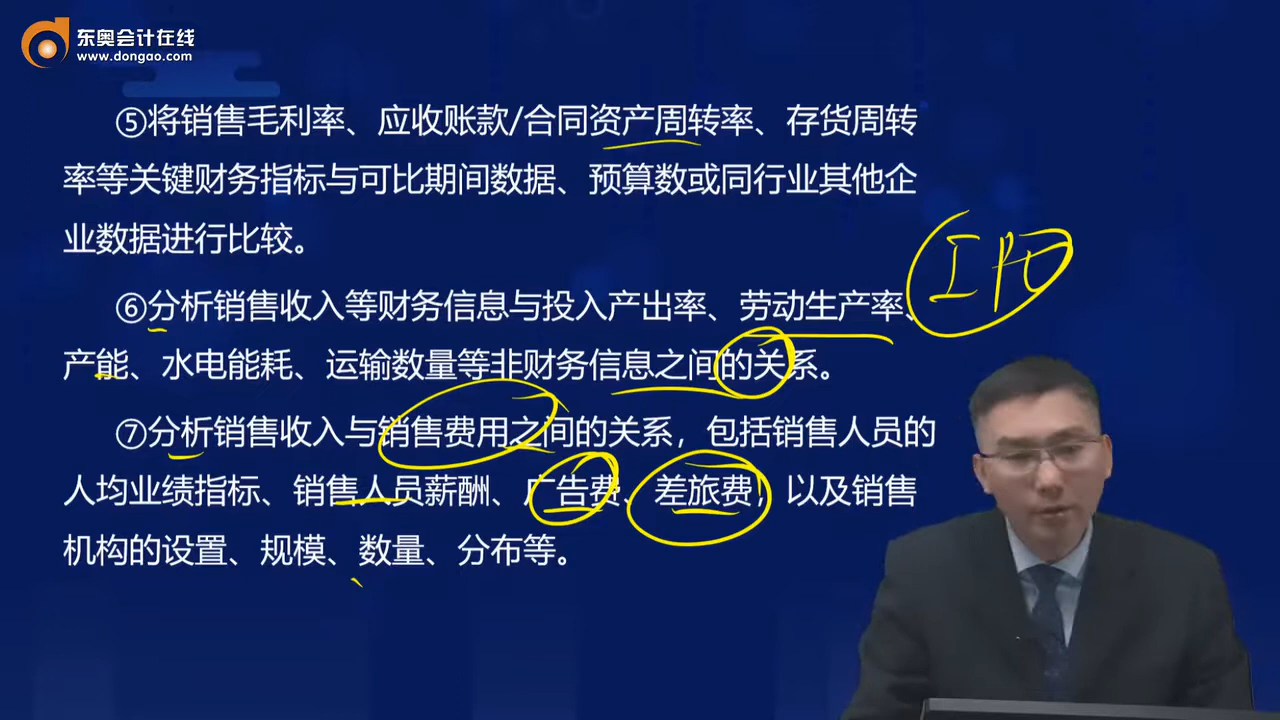 东奥会计在线
www.dongao.com
⑤将销售毛利率、应收账款/合同资产周转率、存货周转
率等关键财务指标与可比期间数据、预算数或同行业其他企
业数据进行比较。
IPO
⑥分析销售收入等财务信息与投入产出率、劳动生产率、
产能、水电能耗、运输数量等非财务信息之间的关系。
⑦分析销售收入与销售费用之间的关系，包括销售人员的
人均业绩指标、销售人员薪酬、广告费、差旅费，以及销售
机构的设置、规模、数量、分布等。